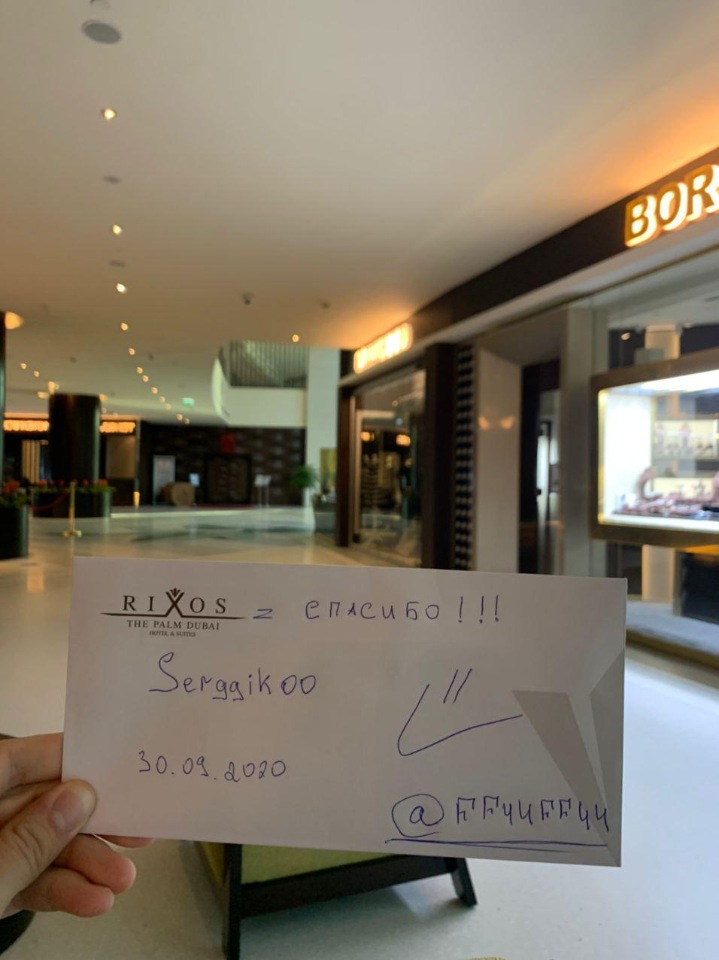 BOR
RIXOS = СПАСИБО!!!
THE PALM DUBAI
HOTEL & SUITES
Serggikoo
30.09.2020
@FF44FF44